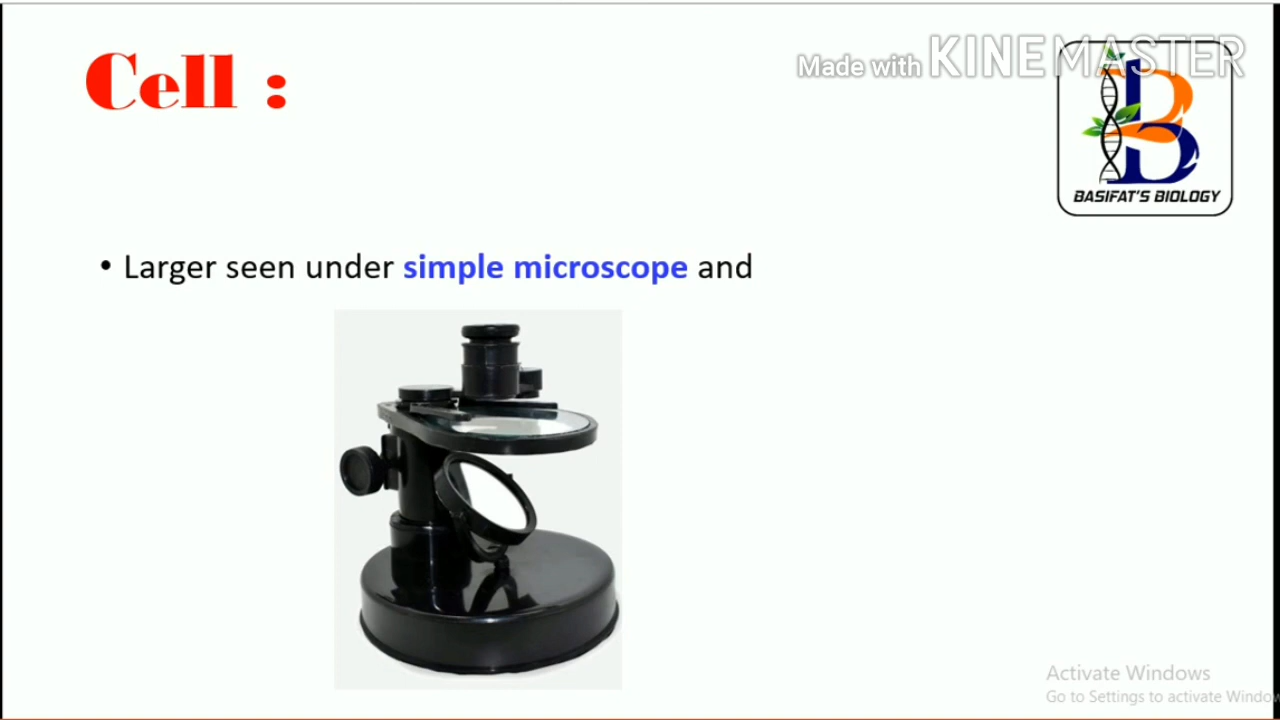 Cell :
Made with KINEMASTER
BASIFAT'S BIOLOGY
• Larger seen under simple microscope and
Activate Windows
Go to Settings to activate Window